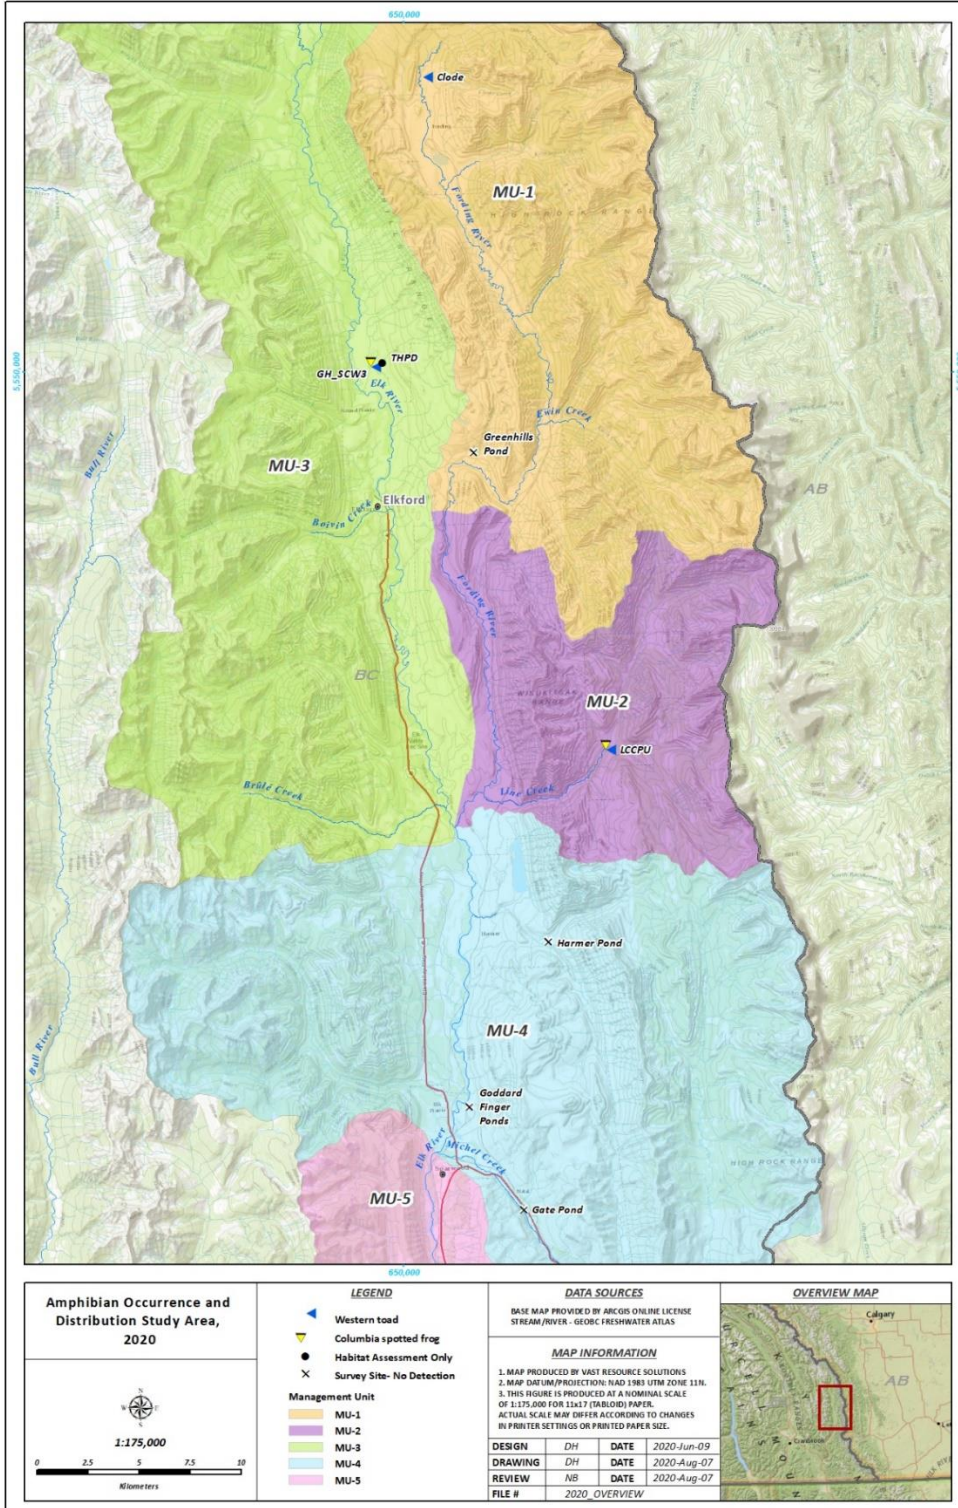 650,000
Clode
MU-1
Fording River
HIGH ROCK RANGE
5,550,000
THPD
GH_SCW3
Elk River
Ewin Creek
Greenhills
Pond
Bull River
MU-3
AB
Elkford
Boivin Creek
Fording River
BC
WISUKITSAK
RANGE
MU-2
LCCPU
Brûlé Creek
Line Creek
Harmer Pond
MU-4
Bull River
Goddard
Finger
Ponds
Elk River
Michel Creek
HIGH ROCK RANGE
MU-5
Gate Pond
650,000
Amphibian Occurrence and
Distribution Study Area,
2020
N
W E
S
1:175,000
0 2.5 5 7.5 10
Kilometers
LEGEND
Western toad
Columbia spotted frog
Habitat Assessment Only
Survey Site- No Detection
Management Unit
MU-1
MU-2
MU-3
MU-4
MU-5
DATA SOURCES
BASE MAP PROVIDED BY ARCGIS ONLINE LICENSE
STREAM/RIVER - GEOBC FRESHWATER ATLAS
MAP INFORMATION
1. MAP PRODUCED BY VAST RESOURCE SOLUTIONS
2. MAP DATUM/PROJECTION: NAD 1983 UTM ZONE 11N.
3. THIS FIGURE IS PRODUCED AT A NOMINAL SCALE
OF 1:175,000 FOR 11x17 (TABLOID) PAPER.
ACTUAL SCALE MAY DIFFER ACCORDING TO CHANGES
IN PRINTER SETTINGS OR PRINTED PAPER SIZE.
DESIGN DH DATE 2020-Jun-09
DRAWING DH DATE 2020-Aug-07
REVIEW NB DATE 2020-Aug-07
FILE # 2020_OVERVIEW
OVERVIEW MAP
Calgary
AB
Cranbrook